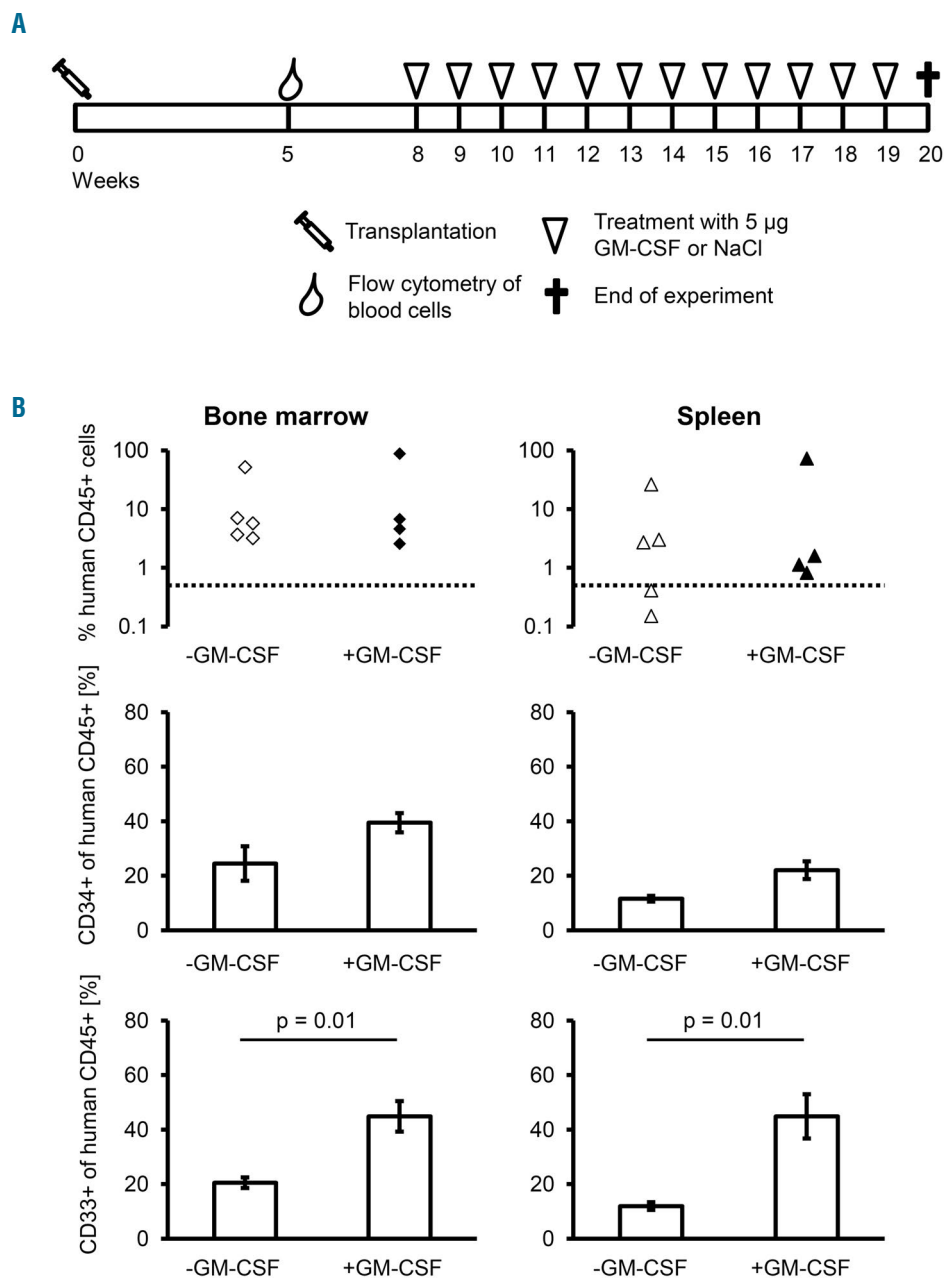 A
0 5 8 9 10 11 12 13 14 15 16 17 18 19 20
Weeks
Transplantation
Treatment with 5 µg
GM-CSF or NaCl
Flow cytometry of
blood cells
End of experiment
B
Bone marrow
Spleen
% human CD45+ cells
100
10
1
0.1
-GM-CSF +GM-CSF
100
10
1
0.1
-GM-CSF +GM-CSF
CD34+ of human CD45+ [%]
80
60
40
20
0
-GM-CSF +GM-CSF
80
60
40
20
0
-GM-CSF +GM-CSF
CD33+ of human CD45+ [%]
80
60
40
20
0
p = 0.01
-GM-CSF +GM-CSF
80
60
40
20
0
p = 0.01
-GM-CSF +GM-CSF